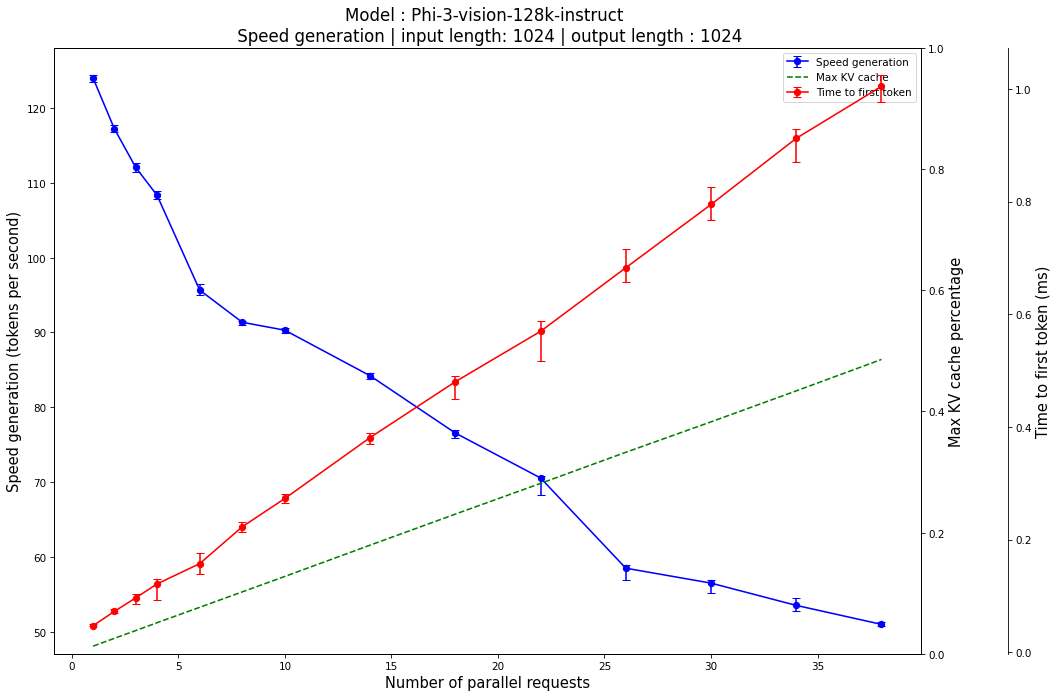 Model : Phi-3-vision-128k-instruct
Speed generation | input length: 1024 | output length : 1024
Speed generation
Max KV cache
Time to first token
Speed generation (tokens per second)
120
110
100
90
80
70
60
50
0 5 10 15 20 25 30 35
Number of parallel requests
1.0
0.8
0.6
0.4
0.2
0.0
Max KV cache percentage
1.0
0.8
0.6
0.4
0.2
0.0
Time to first token (ms)